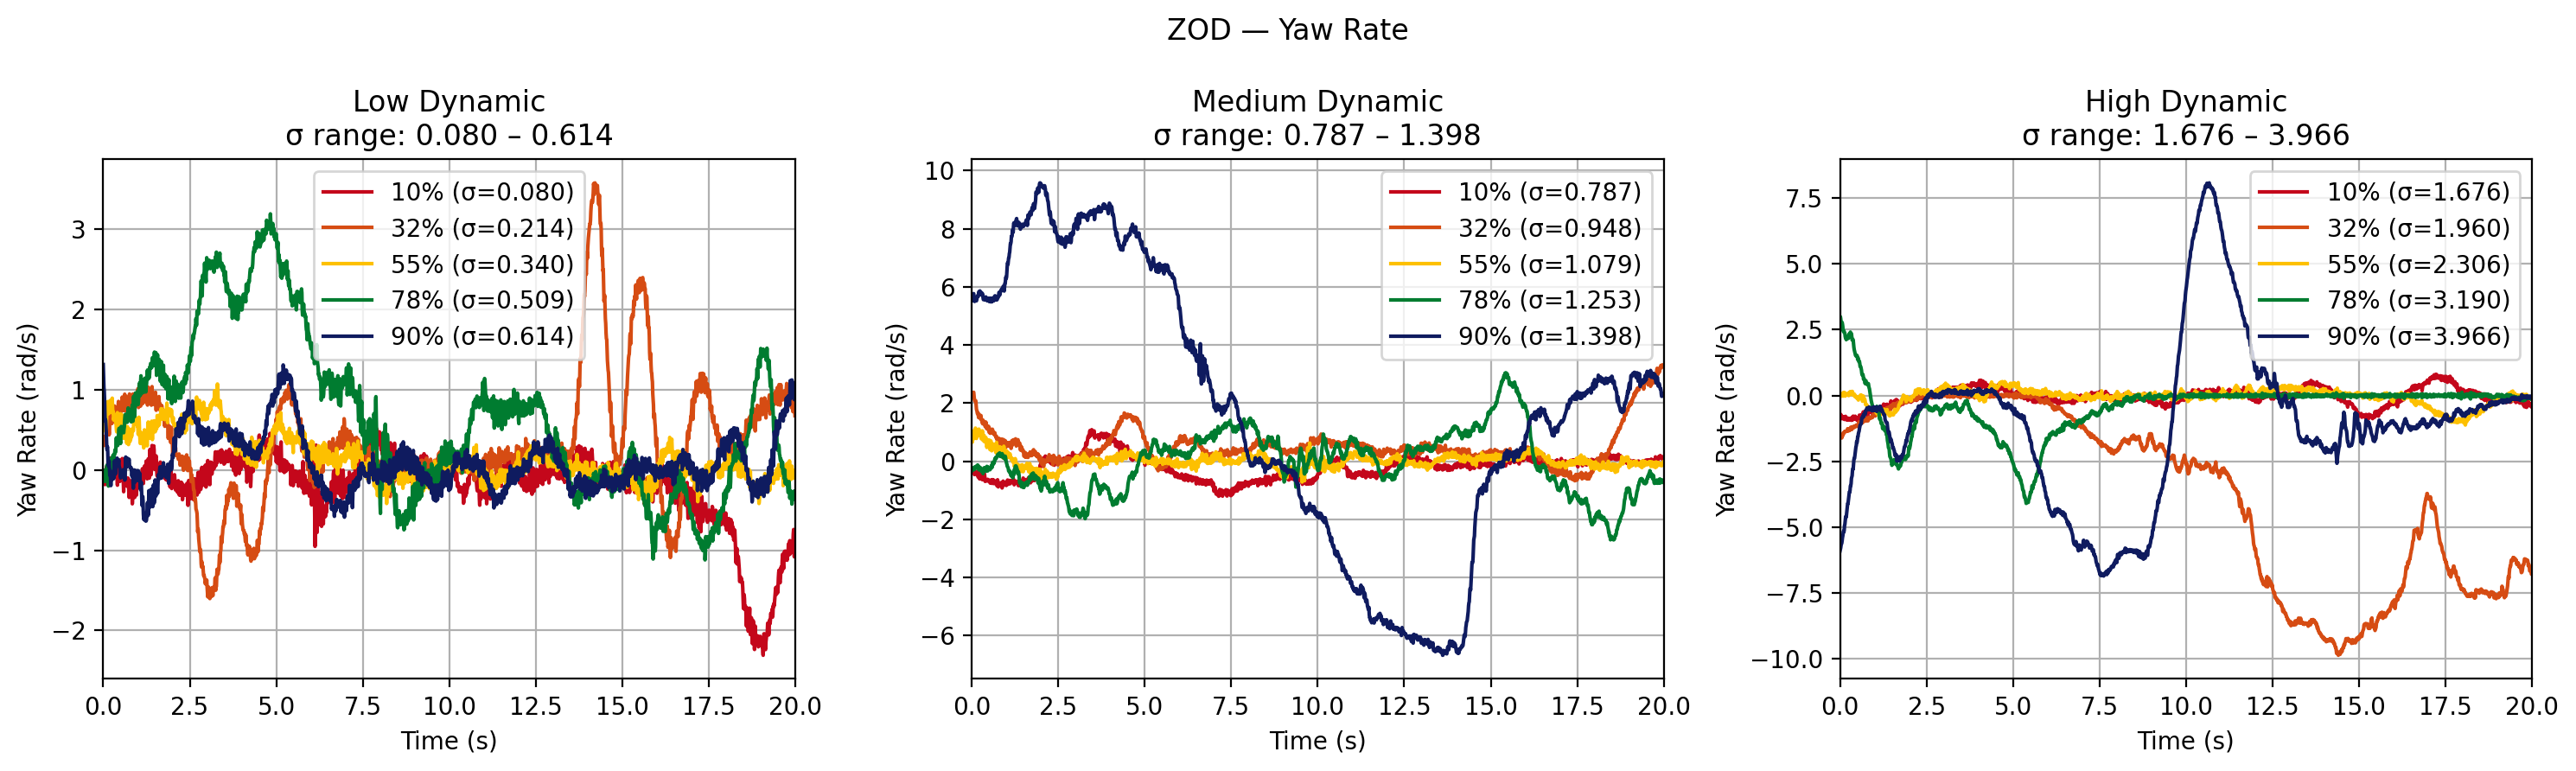 ZOD — Yaw Rate
Low Dynamic
σ range: 0.080 – 0.614
10% (σ=0.080)
32% (σ=0.214)
55% (σ=0.340)
78% (σ=0.509)
90% (σ=0.614)
3
2
1
0
−1
−2
Yaw Rate (rad/s)
0.0 2.5 5.0 7.5 10.0 12.5 15.0 17.5 20.0
Time (s)
Medium Dynamic
σ range: 0.787 – 1.398
10% (σ=0.787)
32% (σ=0.948)
55% (σ=1.079)
78% (σ=1.253)
90% (σ=1.398)
10
8
6
4
2
0
−2
−4
−6
Yaw Rate (rad/s)
0.0 2.5 5.0 7.5 10.0 12.5 15.0 17.5 20.0
Time (s)
High Dynamic
σ range: 1.676 – 3.966
10% (σ=1.676)
32% (σ=1.960)
55% (σ=2.306)
78% (σ=3.190)
90% (σ=3.966)
7.5
5.0
2.5
0.0
−2.5
−5.0
−7.5
−10.0
Yaw Rate (rad/s)
0.0 2.5 5.0 7.5 10.0 12.5 15.0 17.5 20.0
Time (s)